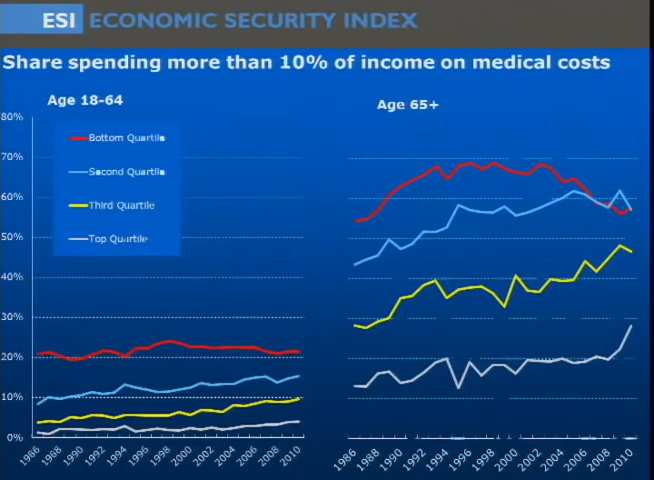 ESI ECONOMIC SECURITY INDEX
Share spending more than 10% of income on medical costs
Age 18-64
Age 65+
80%
70%
60%
50%
40%
30%
20%
10%
0%
Bottom Quartile
Second Quartile
Third Quartile
Top Quartile
1986 1988 1990 1992 1994 1996 1998 2000 2002 2004 2006 2008 2010
1986 1988 1990 1992 1994 1996 1998 2000 2002 2004 2006 2008 2010